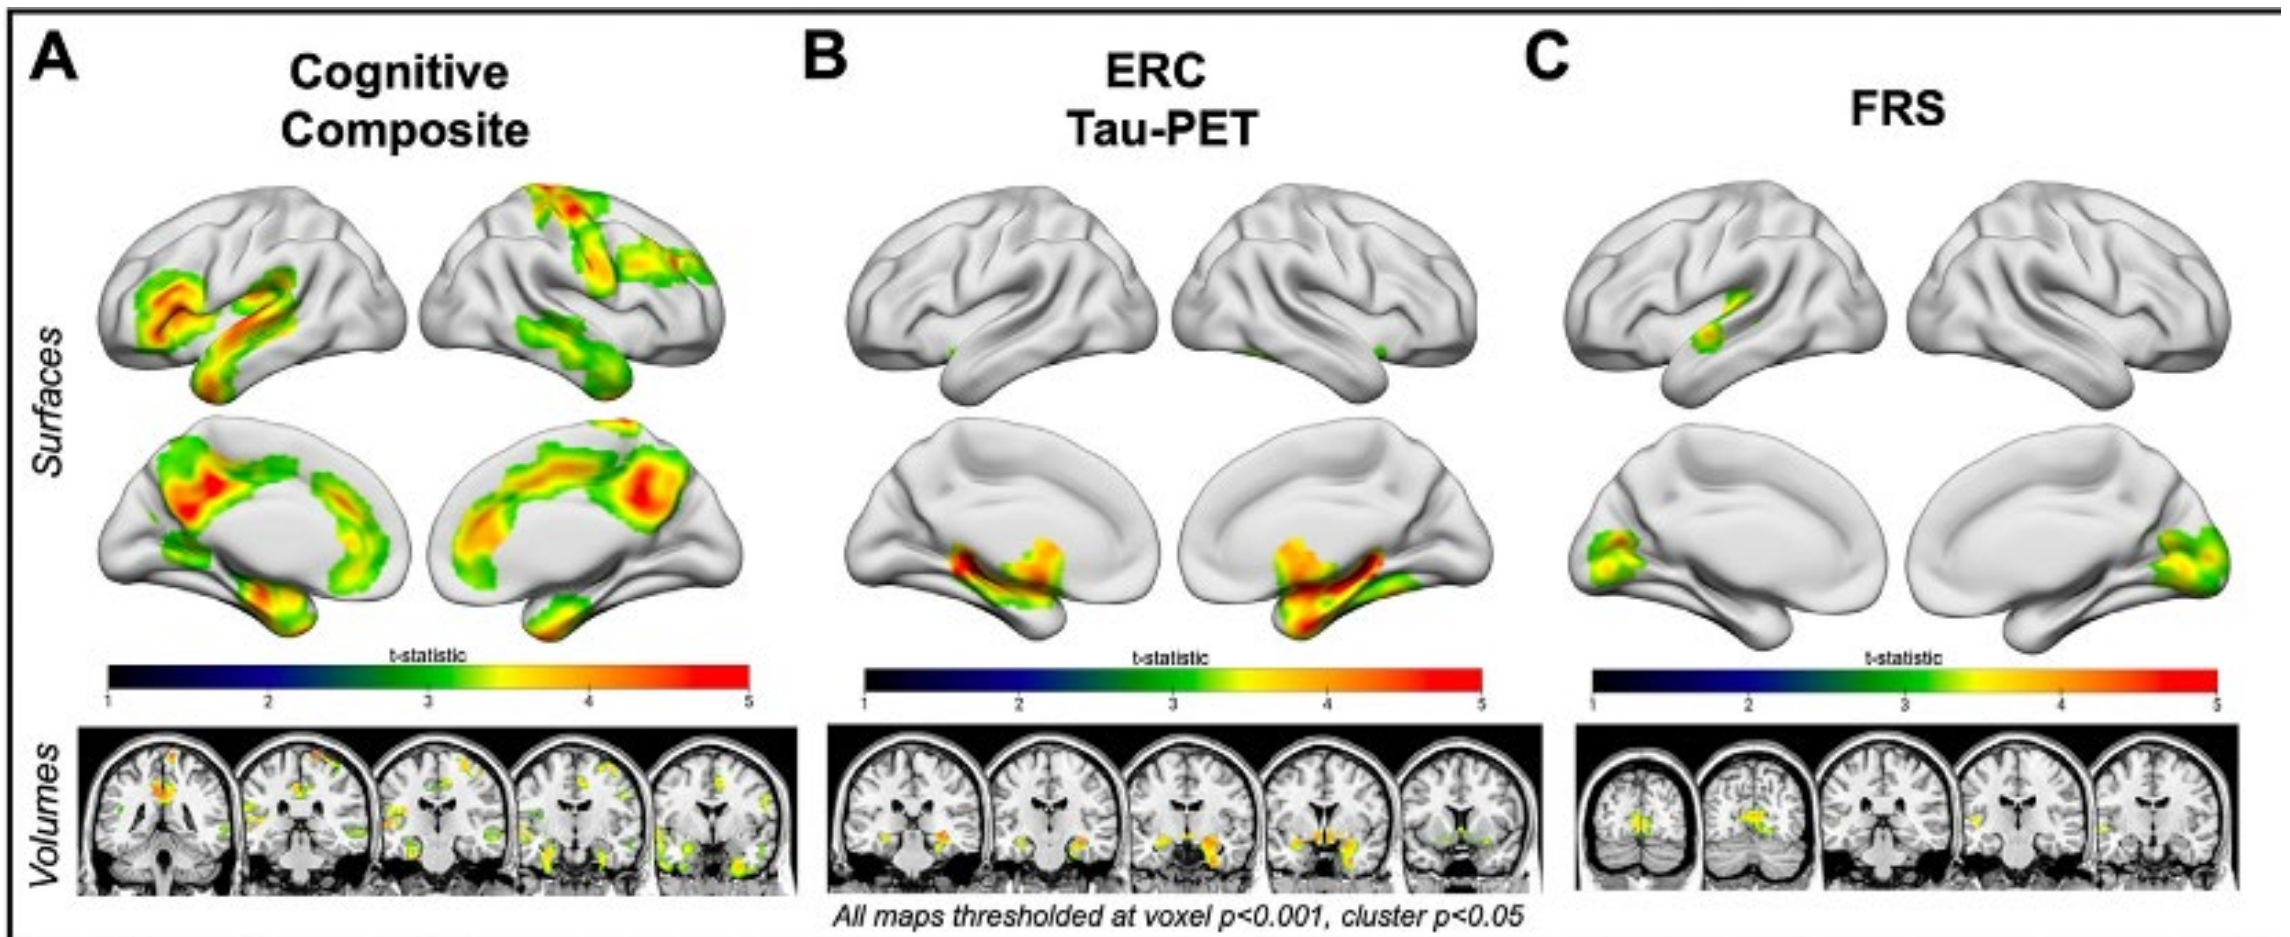 A
Cognitive
Composite
B
ERC
Tau-PET
C
FRS
Surfaces
t-statistic
1 2 3 4 5
t-statistic
1 2 3 4 5
t-statistic
1 2 3 4 5
Volumes
All maps thresholded at voxel p<0.001, cluster p<0.05